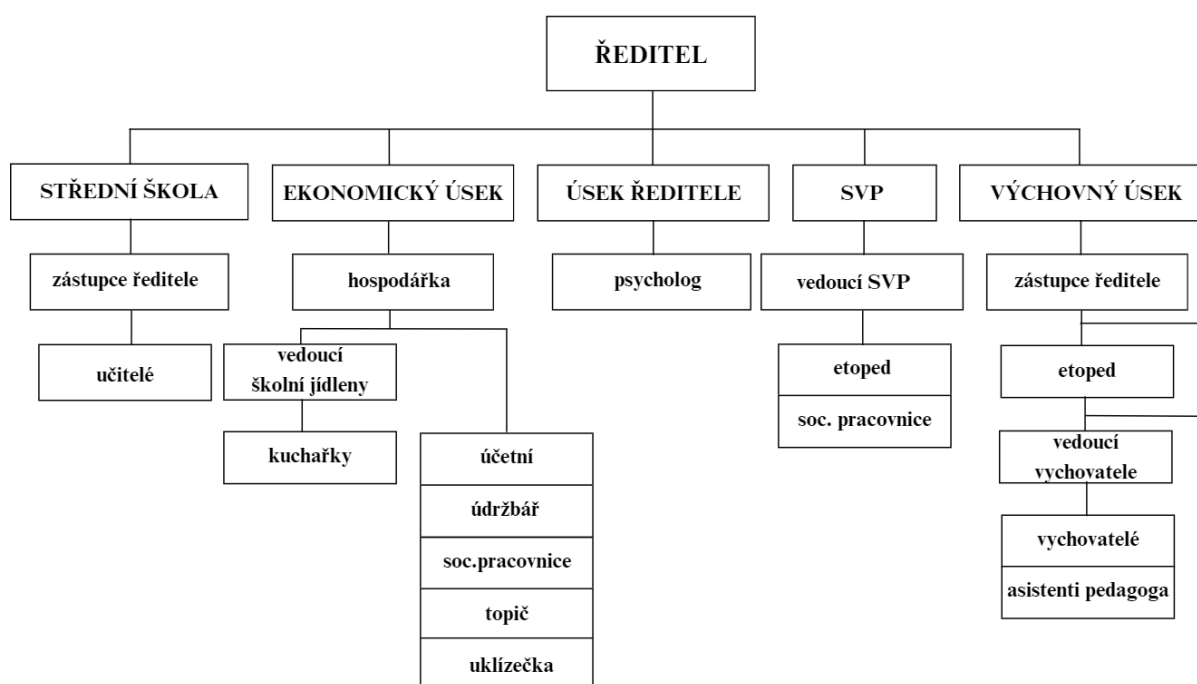 ŘEDITEL
STŘEDNÍ ŠKOLA
EKONOMICKÝ ÚSEK
ÚSEK ŘEDITELE
SVP
VÝCHOVNÝ ÚSEK
zástupce ředitele
hospodářka
psycholog
vedoucí SVP
zástupce ředitele
učitelé
vedoucí
školní jídleny
etoped
soc. pracovnice
etoped
kuchařky
účetní
údržbář
soc.pracovnice
topič
uklízečka
vedoucí
vychovatele
vychovatelé
asistenti pedagoga